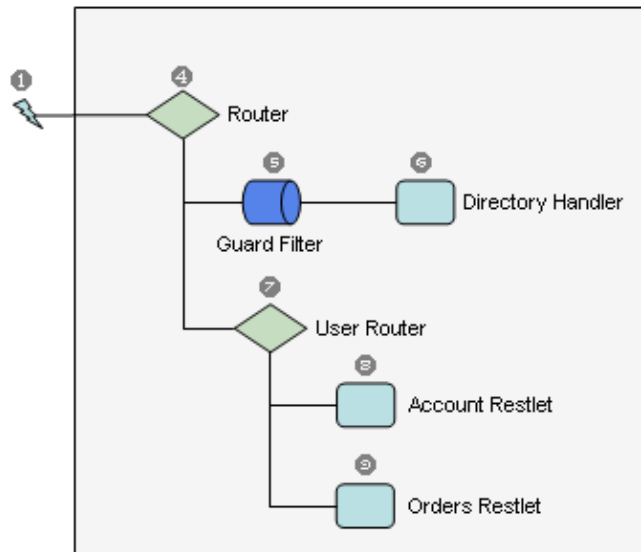 1
4
Router
5
6
Directory Handler
Guard Filter
7
User Router
8
Account Restlet
9
Orders Restlet